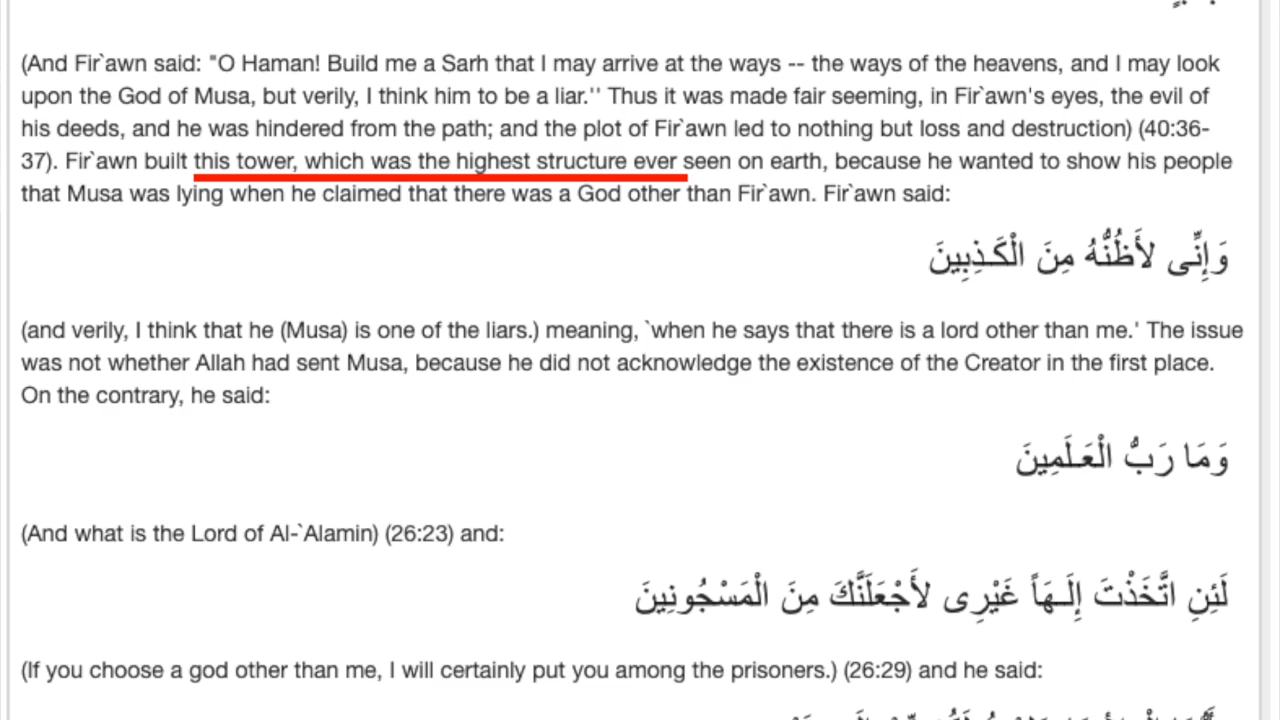 (And Fir`awn said: "O Haman! Build me a Sarh that I may arrive at the ways -- the ways of the heavens, and I may look
upon the God of Musa, but verily, I think him to be a liar.'' Thus it was made fair seeming, in Fir`awn's eyes, the evil of
his deeds, and he was hindered from the path; and the plot of Fir`awn led to nothing but loss and destruction) (40:36-
37). Fir`awn built this tower, which was the highest structure ever seen on earth, because he wanted to show his people
that Musa was lying when he claimed that there was a God other than Fir`awn. Fir`awn said:
وَإِنِّى لأَظُنُّهُ مِنَ الْكَـذِبِينَ
(and verily, I think that he (Musa) is one of the liars.) meaning, `when he says that there is a lord other than me.' The issue
was not whether Allah had sent Musa, because he did not acknowledge the existence of the Creator in the first place.
On the contrary, he said:
وَمَا رَبُّ الْعَـلَمِينَ
(And what is the Lord of Al-`Alamin) (26:23) and:
لَئِنِ اتَّخَذْتَ إِلَـهَاً غَيْرِى لأَجْعَلَنَّكَ مِنَ الْمَسْجُونِينَ
(If you choose a god other than me, I will certainly put you among the prisoners.) (26:29) and he said: